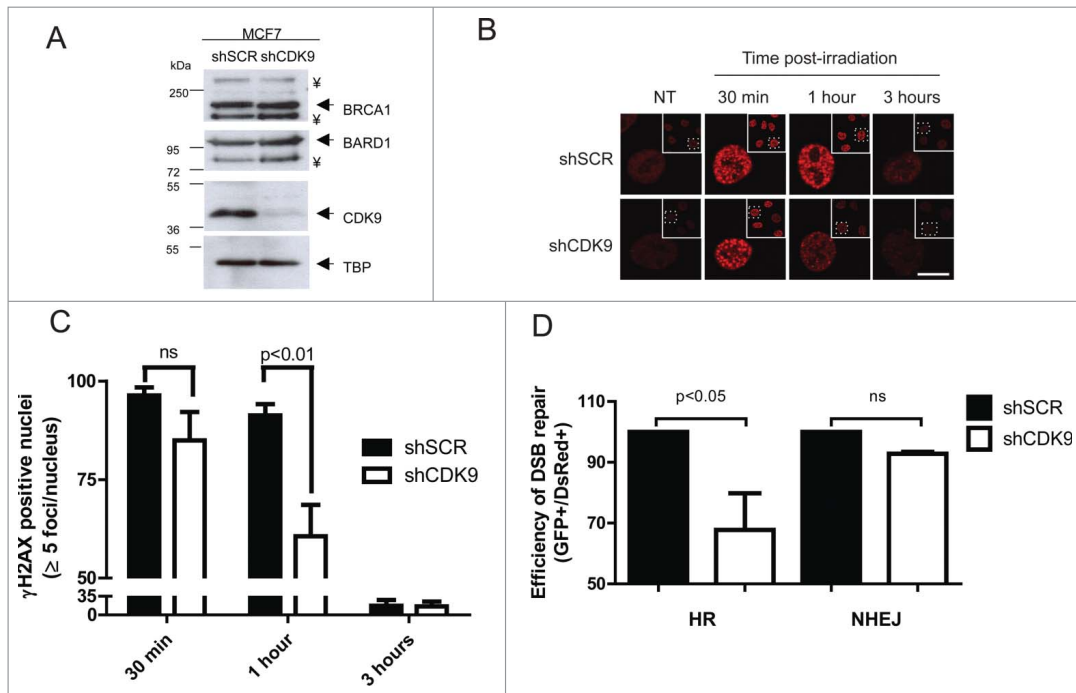 A
MCF7
shSCR shCDK9
kDa
250
¥
BRCA1
¥
95
BARD1
¥
72
55
CDK9
36
55
TBP
B
Time post-irradiation
NT 30 min 1 hour 3 hours
shSCR
shCDK9
C
ns
p<0.01
100
75
50
35
0
γH2AX positive nuclei
(≥ 5 foci/nucleus)
shSCR
shCDK9
30 min
1 hour
3 hours
D
p<0.05
ns
110
90
70
50
Efficiency of DSB repair
(GFP+/DsRed+)
shSCR
shCDK9
HR NHEJ